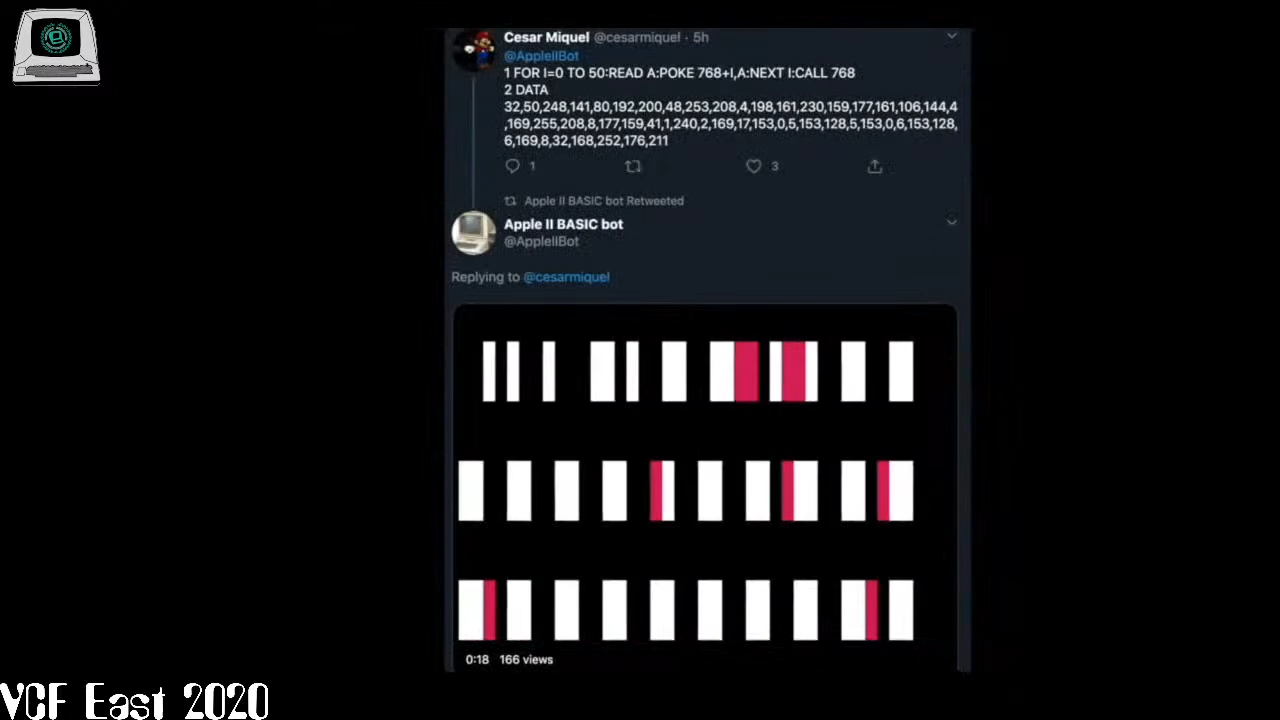 Cesar Miquel @cesarmiquel · 5h
@AppleIIBot
1 FOR I=0 TO 50:READ A:POKE 768+I,A:NEXT I:CALL 768
2 DATA
32,50,248,141,80,192,200,48,253,208,4,198,161,230,159,177,161,106,144,4
,169,255,208,8,177,159,41,1,240,2,169,17,153,0,5,153,128,5,153,0,6,153,128,
6,169,8,32,168,252,176,211
1 3
Apple II BASIC bot Retweeted
Apple II BASIC bot
@AppleIIBot
Replying to @cesarmiquel
0:18 166 views
VCF East 2020